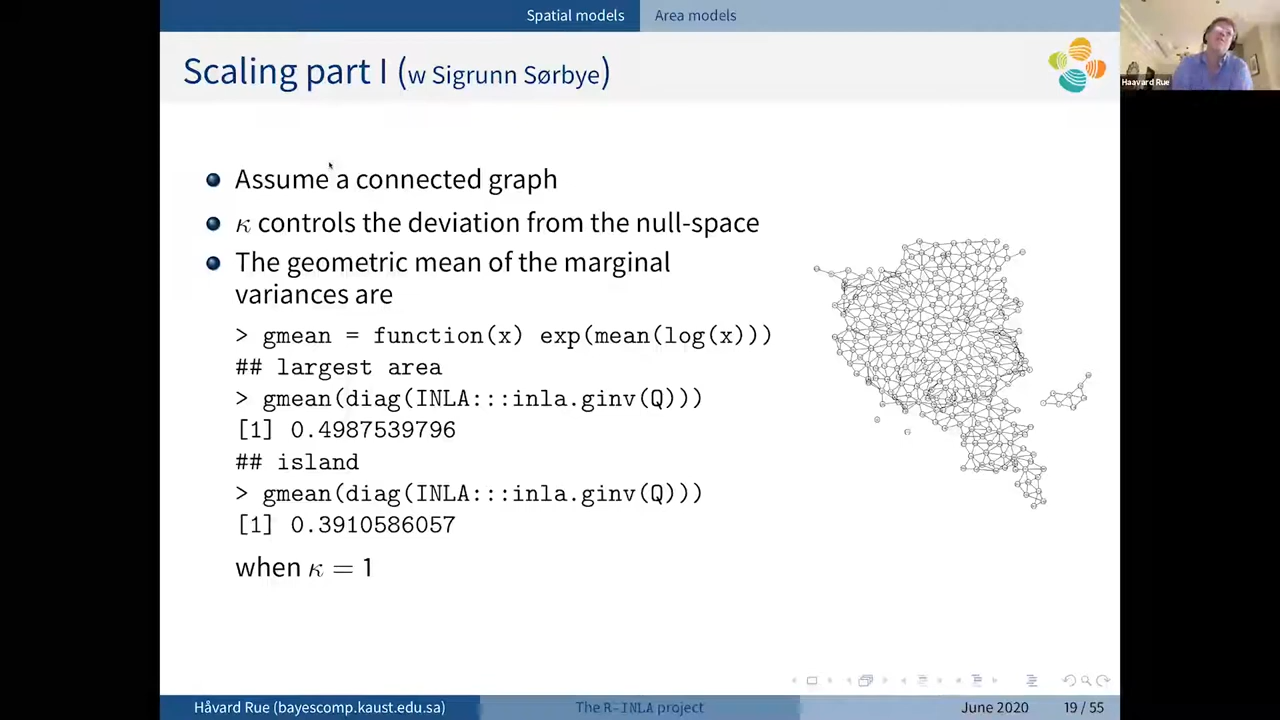 Spatial models Area models
Scaling part I (w Sigrunn Sørbye)
Haavard Rue
Assume a connected graph
κ controls the deviation from the null-space
The geometric mean of the marginal
variances are
> gmean = function(x) exp(mean(log(x)))
## largest area
> gmean(diag(INLA:::inla.ginv(Q)))
[1] 0.4987539796
## island
> gmean(diag(INLA:::inla.ginv(Q)))
[1] 0.3910586057
when κ = 1
Håvard Rue (bayescomp.kaust.edu.sa) The R-INLA project June 2020 19 / 55